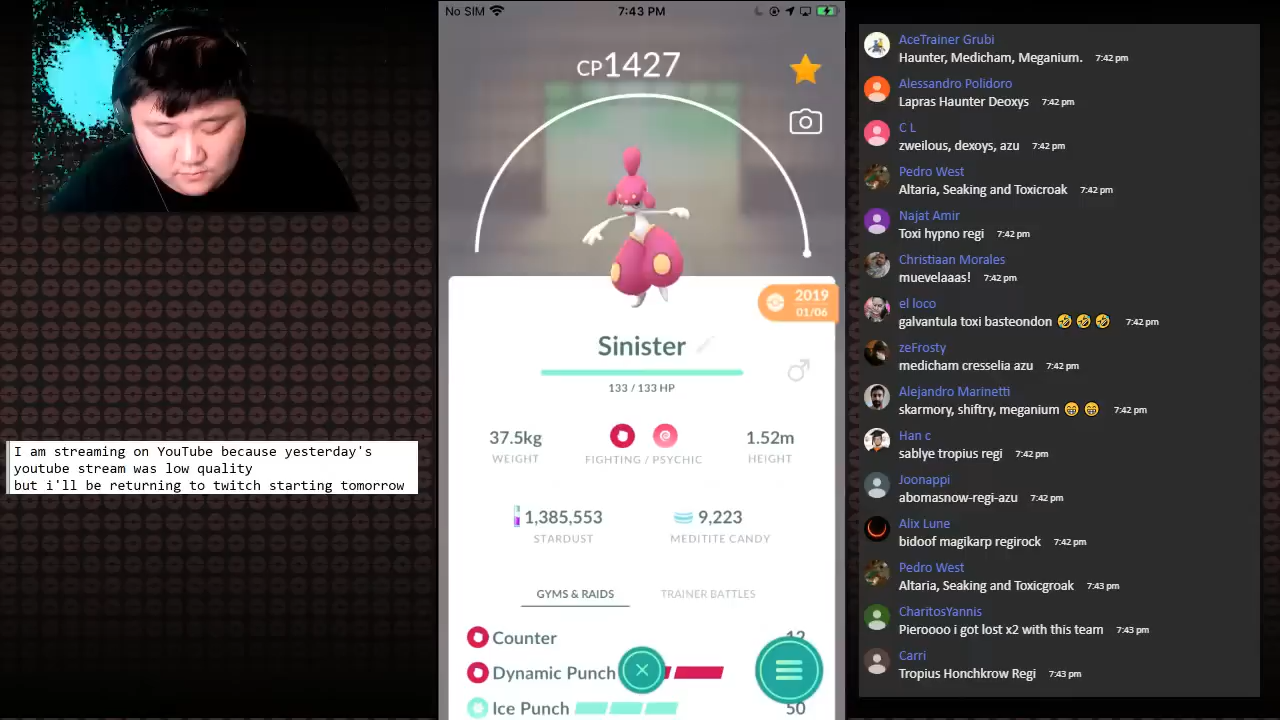 No SIM
7:43 PM
CP1427
2019
01/06
Sinister
133 / 133 HP
37.5kg
WEIGHT
FIGHTING / PSYCHIC
1.52m
HEIGHT
1,385,553
STARDUST
9,223
MEDITITE CANDY
GYMS & RAIDS
TRAINER BATTLES
Counter
12
Dynamic Punch
Ice Punch
50
I am streaming on YouTube because yesterday's
youtube stream was low quality
but i'll be returning to twitch starting tomorrow
AceTrainer Grubi
Haunter, Medicham, Meganium. 7:42 pm
Alessandro Polidoro
Lapras Haunter Deoxys 7:42 pm
C L
zweilous, dexoys, azu 7:42 pm
Pedro West
Altaria, Seaking and Toxicroak 7:42 pm
Najat Amir
Toxi hypno regi 7:42 pm
Christiaan Morales
muevelaaas! 7:42 pm
el loco
galvantula toxi basteondon 🤣 🤣 🤣 7:42 pm
zeFrosty
medicham cresselia azu 7:42 pm
Alejandro Marinetti
skarmory, shiftry, meganium 😁 😁 7:42 pm
Han c
sablye tropius regi 7:42 pm
Joonappi
abomasnow-regi-azu 7:42 pm
Alix Lune
bidoof magikarp regirock 7:42 pm
Pedro West
Altaria, Seaking and Toxicgroak 7:43 pm
CharitosYannis
Pieroooo i got lost x2 with this team 7:43 pm
Carri
Tropius Honchkrow Regi 7:43 pm